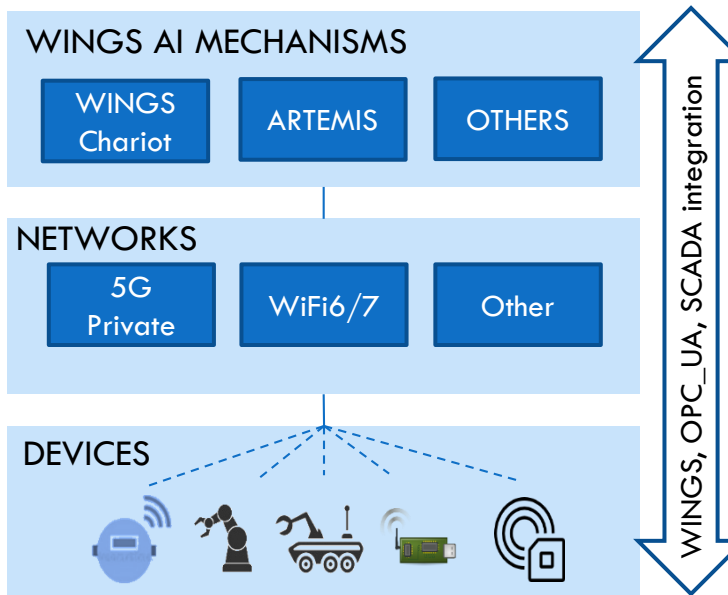 WINGS AI MECHANISMS
WINGS
Chariot
ARTEMIS
OTHERS
NETWORKS
5G
Private
WiFi6/7
Other
DEVICES
WINGS, OPC_UA, SCADA integration